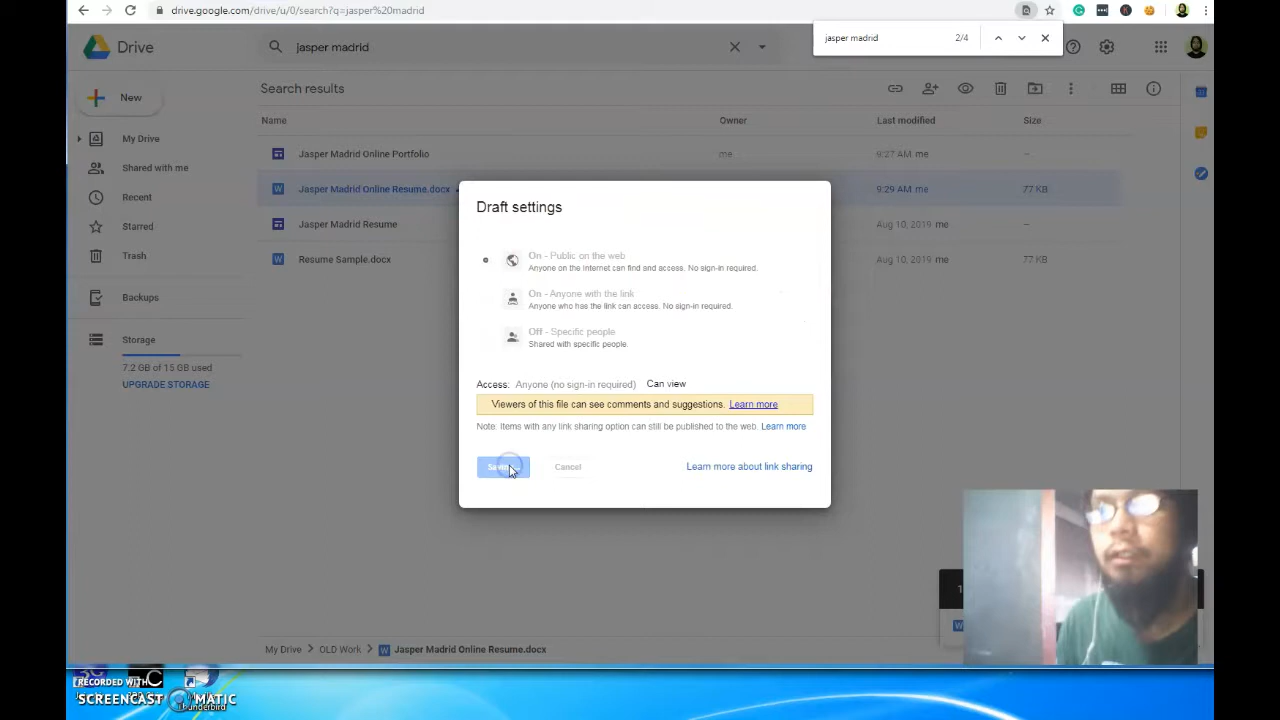 drive.google.com/drive/u/0/search?q=jasper%20madrid
jasper madrid
2/4
Drive
jasper madrid
New
Search results
Name
Owner
Last modified
Size
My Drive
Shared with me
Recent
Starred
Trash
Backups
Storage
7.2 GB of 15 GB used
UPGRADE STORAGE
Jasper Madrid Online Portfolio
me
9:27 AM me
–
Jasper Madrid Online Resume.docx
9:29 AM me
77 KB
Jasper Madrid Resume
Aug 10, 2019 me
–
Resume Sample.docx
Aug 10, 2019 me
77 KB
Draft settings
On - Public on the web
Anyone on the Internet can find and access. No sign-in required.
On - Anyone with the link
Anyone who has the link can access. No sign-in required.
Off - Specific people
Shared with specific people.
Access: Anyone (no sign-in required) Can view
Viewers of this file can see comments and suggestions. Learn more
Note: Items with any link sharing option can still be published to the web. Learn more
Cancel
Learn more about link sharing
My Drive > OLD Work > Jasper Madrid Online Resume.docx
RECORDED WITH
SCREENCAST MATIC